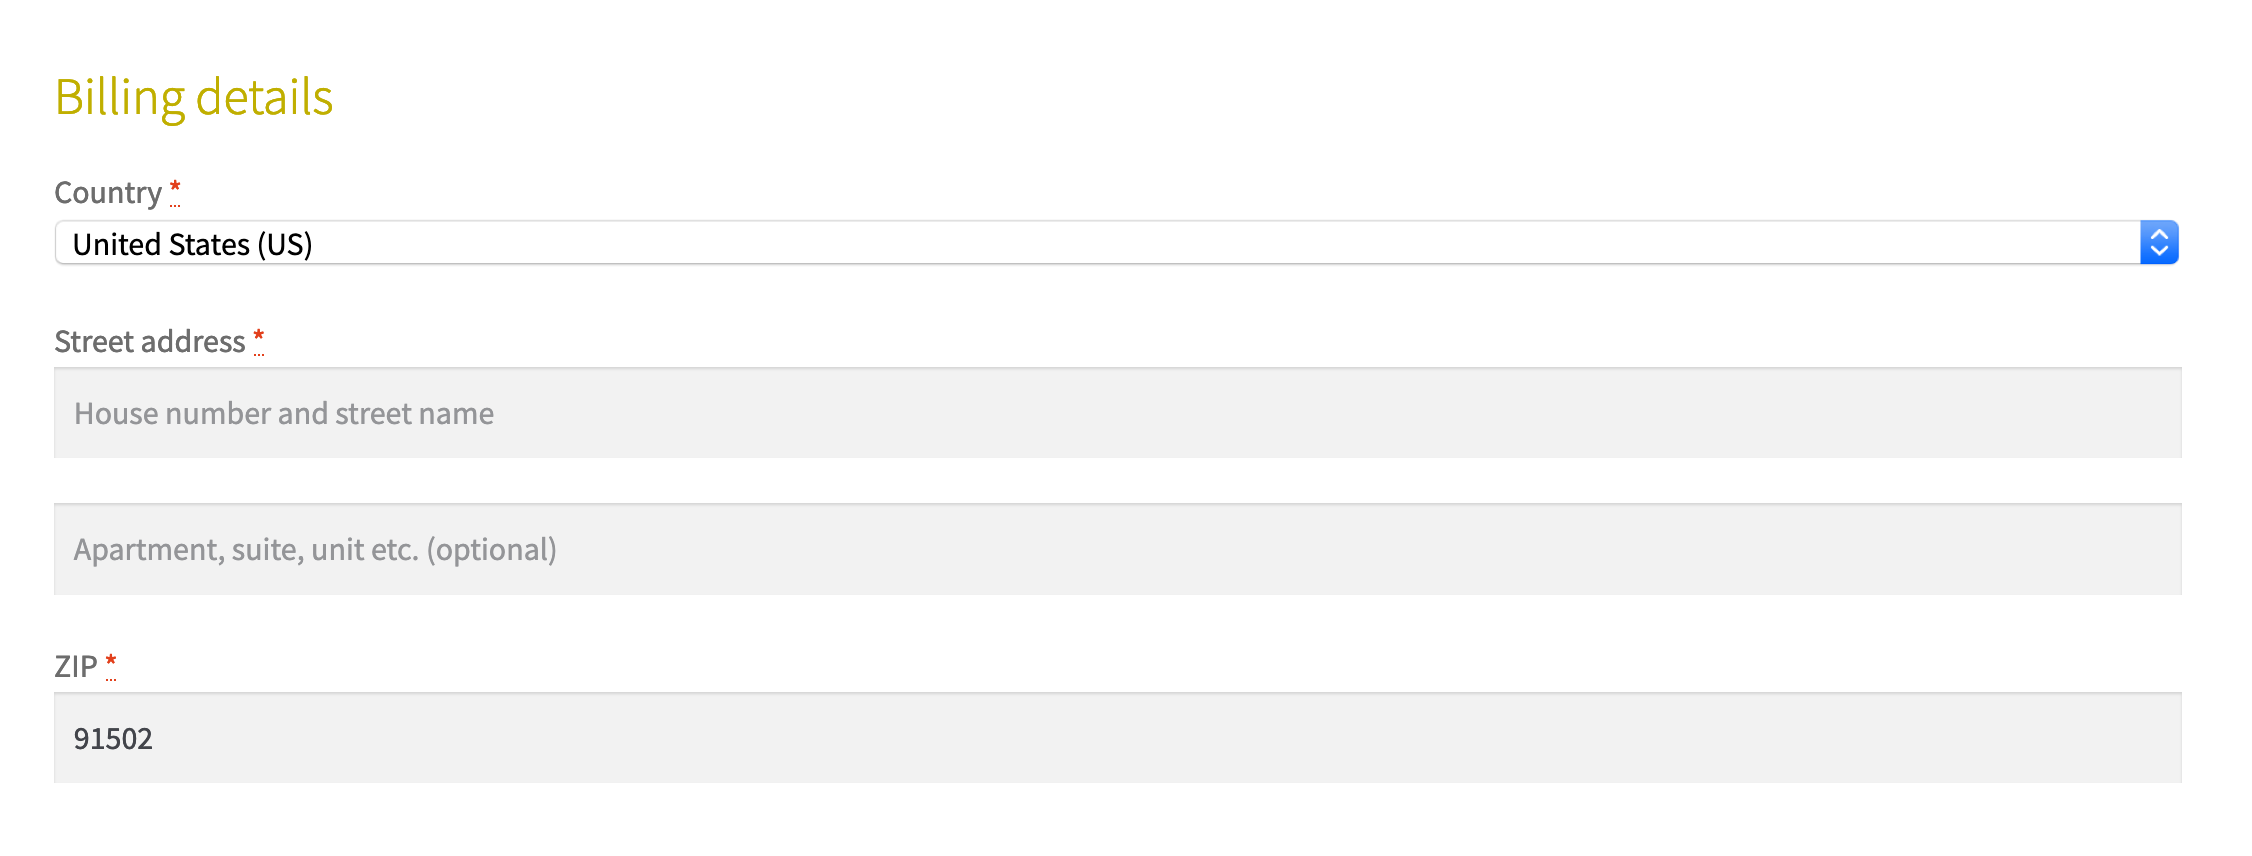 Billing details
Country *
United States (US)
Street address *
House number and street name
Apartment, suite, unit etc. (optional)
ZIP *
91502